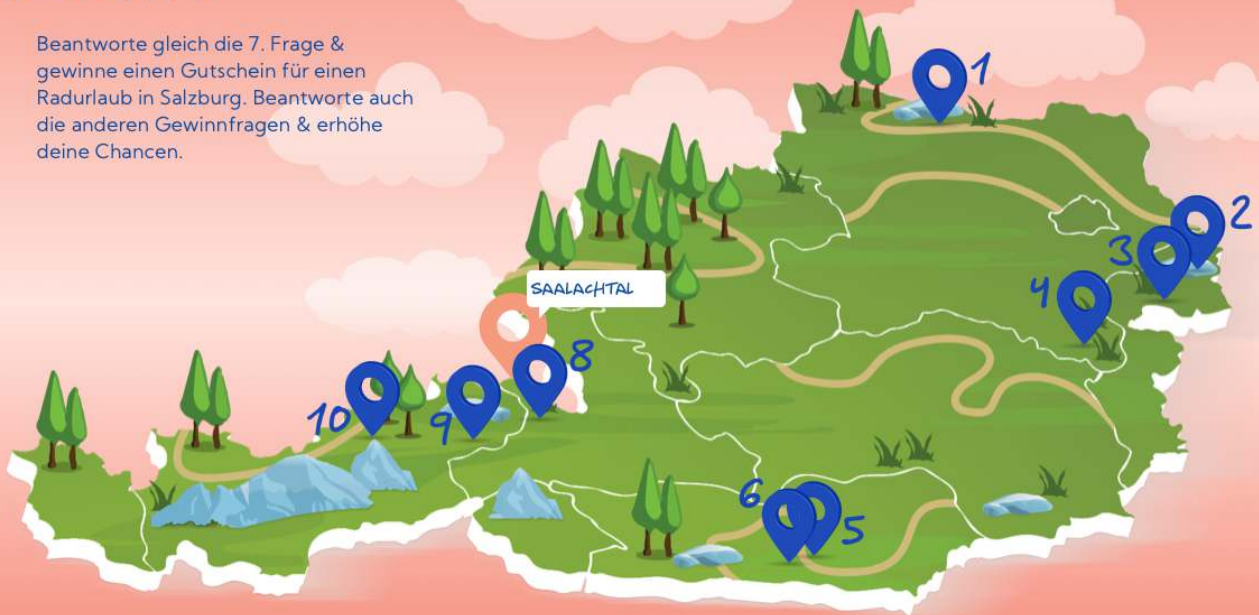 Beantworte gleich die 7. Frage &
gewinne einen Gutschein für einen
Radurlaub in Salzburg. Beantworte auch
die anderen Gewinnfragen & erhöhe
deine Chancen.
1
2
3
4
SAALACHTAL
8
10
9
6
5